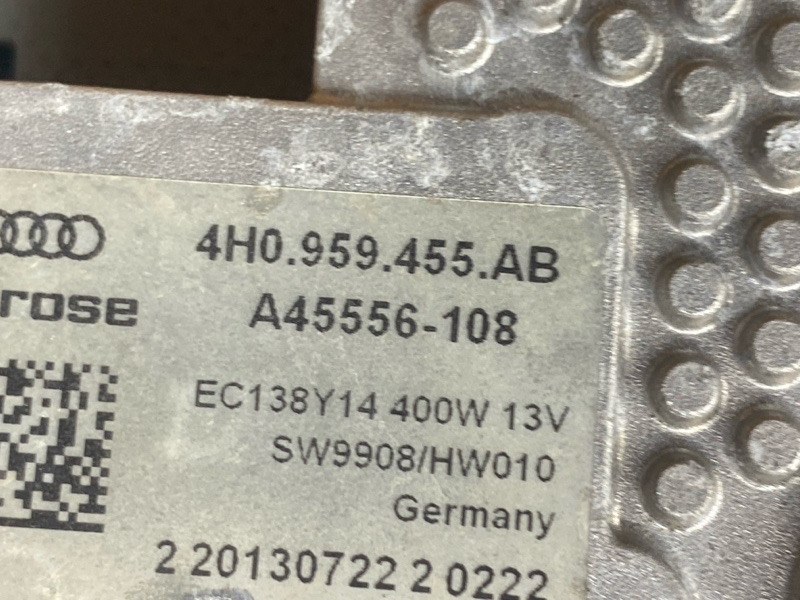 4H0.959.455.AB
rose
A45556-108
EC138Y14 400W 13V
SW9908/HW010
Germany
2 20130722 2 0222